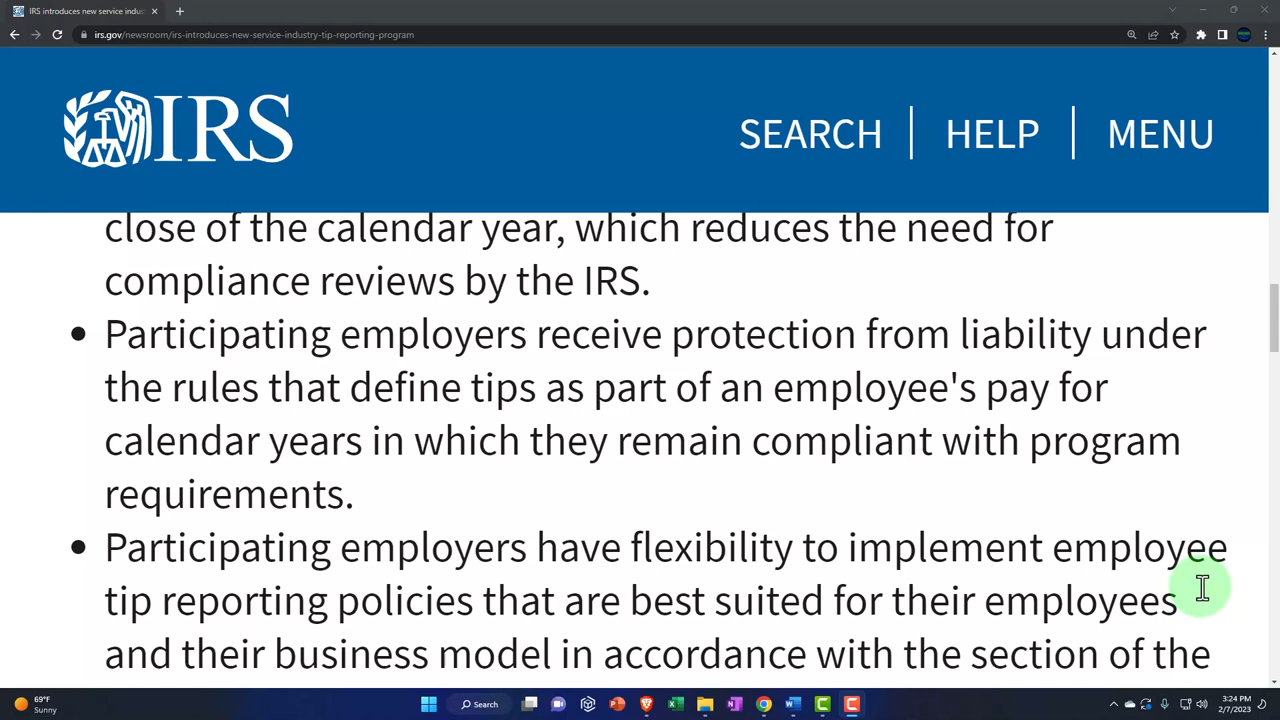 IRS introduces new service indus
irs.gov/newsroom/irs-introduces-new-service-industry-tip-reporting-program
IRS
SEARCH
HELP
MENU
close of the calendar year, which reduces the need for
compliance reviews by the IRS.
Participating employers receive protection from liability under
the rules that define tips as part of an employee's pay for
calendar years in which they remain compliant with program
requirements.
Participating employers have flexibility to implement employee
tip reporting policies that are best suited for their employees
and their business model in accordance with the section of the
69°F
Sunny
Search
3:24 PM
2/7/2023